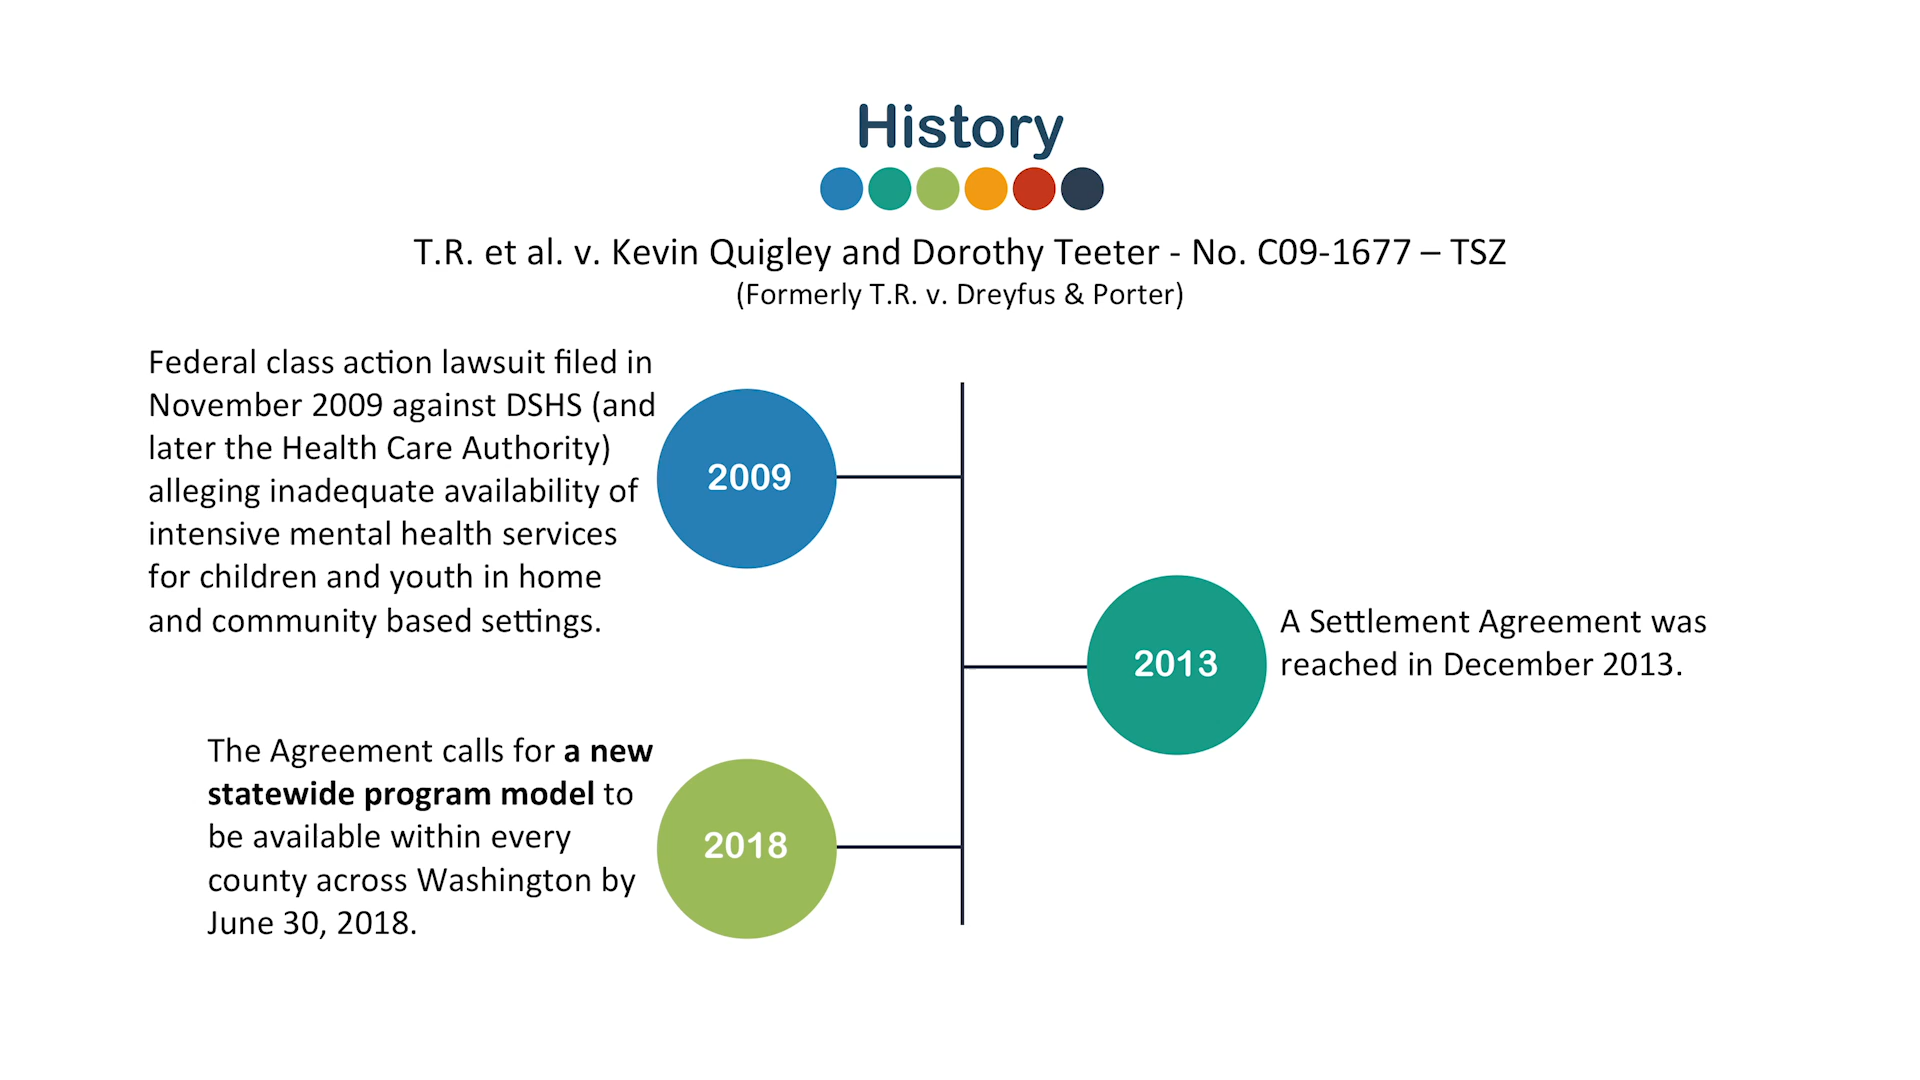 History
T.R. et al. v. Kevin Quigley and Dorothy Teeter - No. C09-1677 – TSZ
(Formerly T.R. v. Dreyfus & Porter)
Federal class action lawsuit filed in
November 2009 against DSHS (and
later the Health Care Authority)
alleging inadequate availability of
intensive mental health services
for children and youth in home
and community based settings.
2009
2013
A Settlement Agreement was
reached in December 2013.
The Agreement calls for a new
statewide program model to
be available within every
county across Washington by
June 30, 2018.
2018